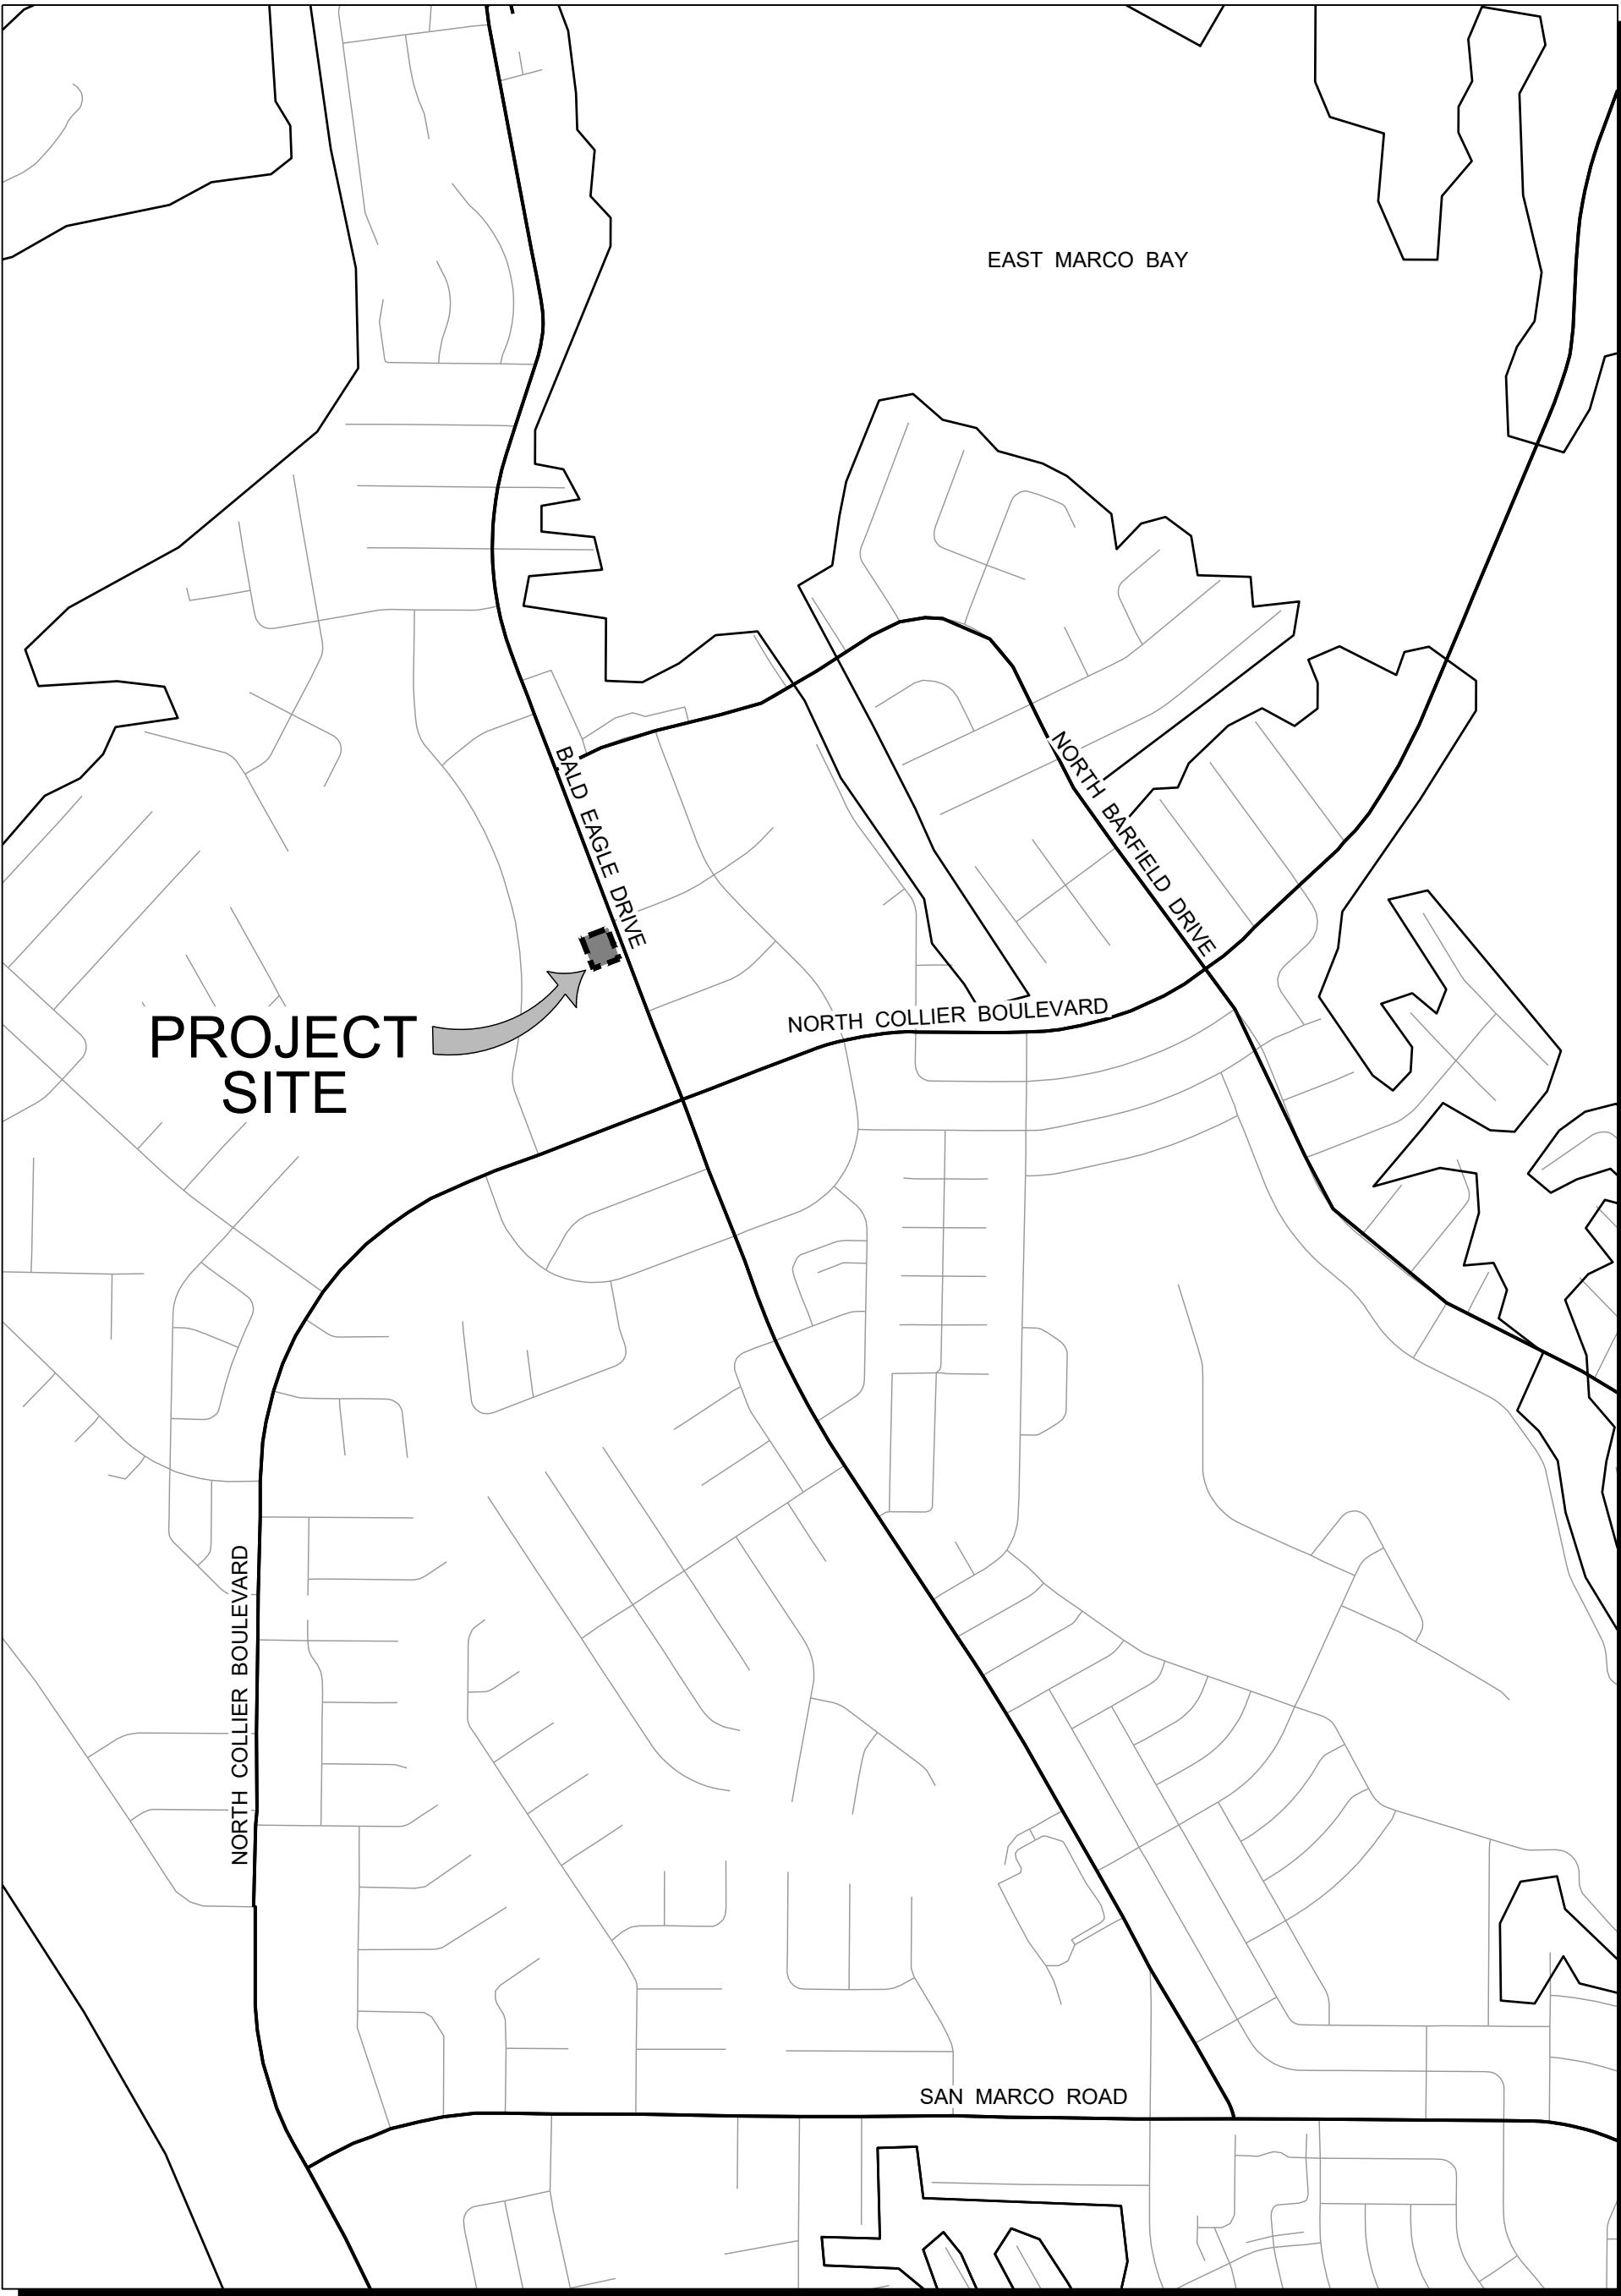 EAST MARCO BAY
BALD EAGLE DRIVE
NORTH BARFIELD DRIVE
NORTH COLLIER BOULEVARD
PROJECT
SITE
NORTH COLLIER BOULEVARD
SAN MARCO ROAD